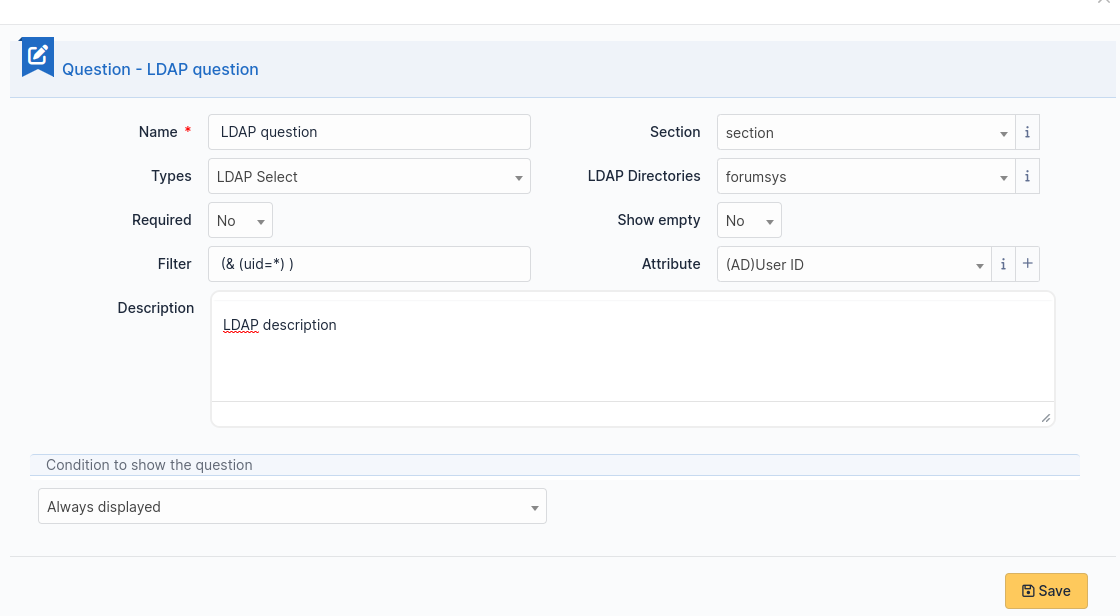 Question - LDAP question
Name * LDAP question Section section i
Types LDAP Select LDAP Directories forumsys i
Required No Show empty No
Filter (& (uid=*) ) Attribute (AD)User ID i +
Description
LDAP description
Condition to show the question
Always displayed
Save